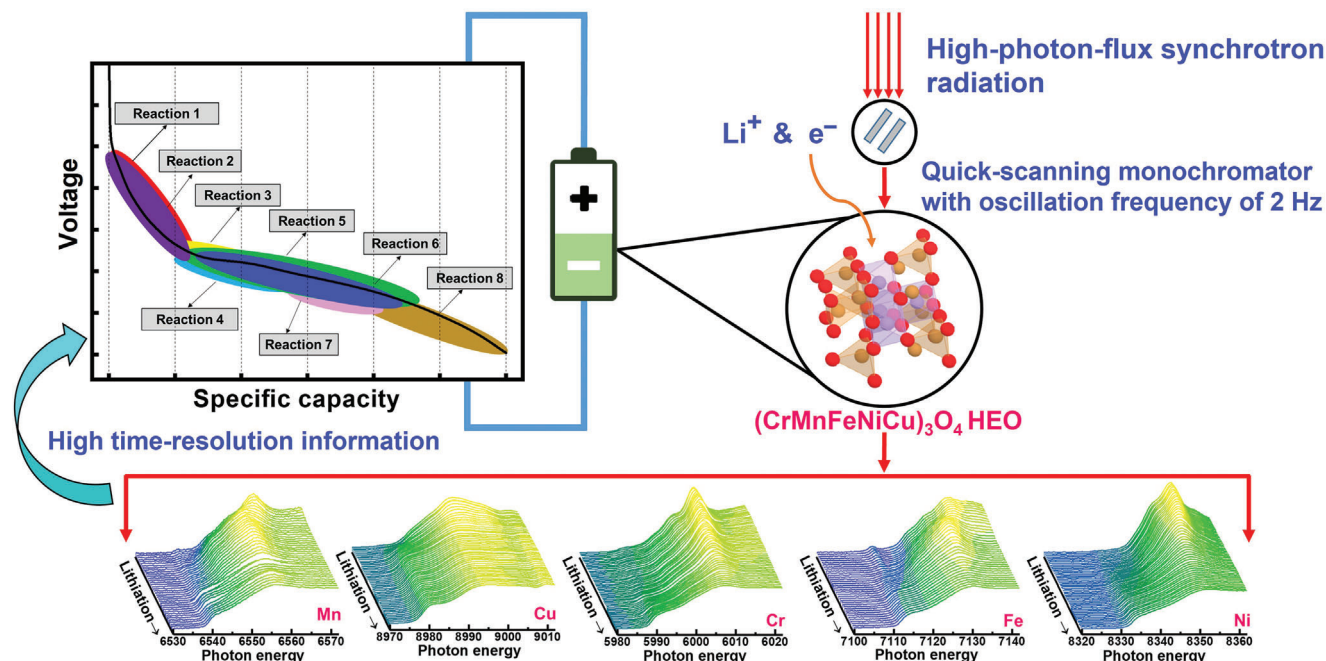 High-photon-flux synchrotron
radiation
Reaction 1
Reaction 2
Reaction 3
Reaction 5
Reaction 6
Reaction 8
Reaction 4
Reaction 7
Voltage
Specific capacity
+
−
Li⁺ & e⁻
Quick-scanning monochromator
with oscillation frequency of 2 Hz
(CrMnFeNiCu)₃O₄ HEO
High time-resolution information
Lithiation →
Mn
6530 6540 6550 6560 6570
Photon energy
Lithiation →
Cu
8970 8980 8990 9000 9010
Photon energy
Lithiation →
Cr
5980 5990 6000 6010 6020
Photon energy
Lithiation →
Fe
7100 7110 7120 7130 7140
Photon energy
Lithiation →
Ni
8320 8330 8340 8350 8360
Photon energy